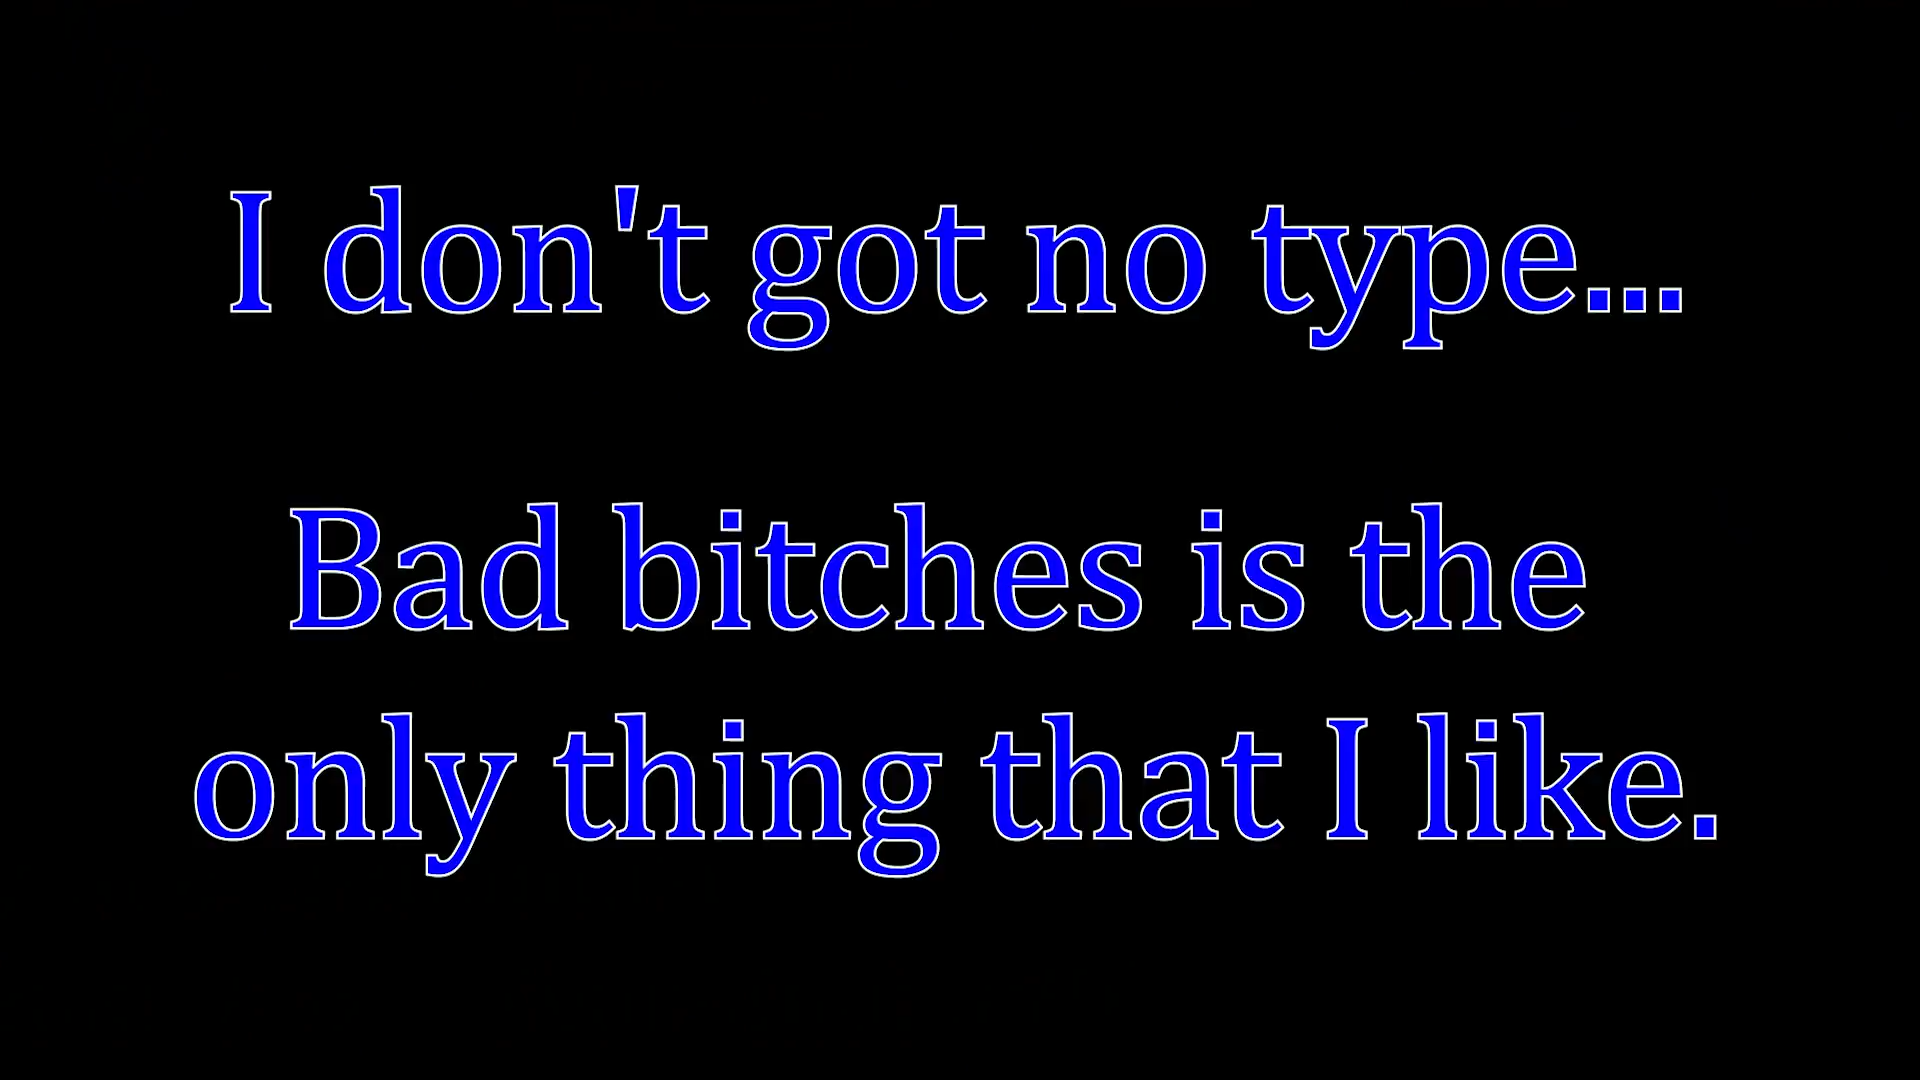 I don't got no type...
Bad bitches is the
only thing that I like.